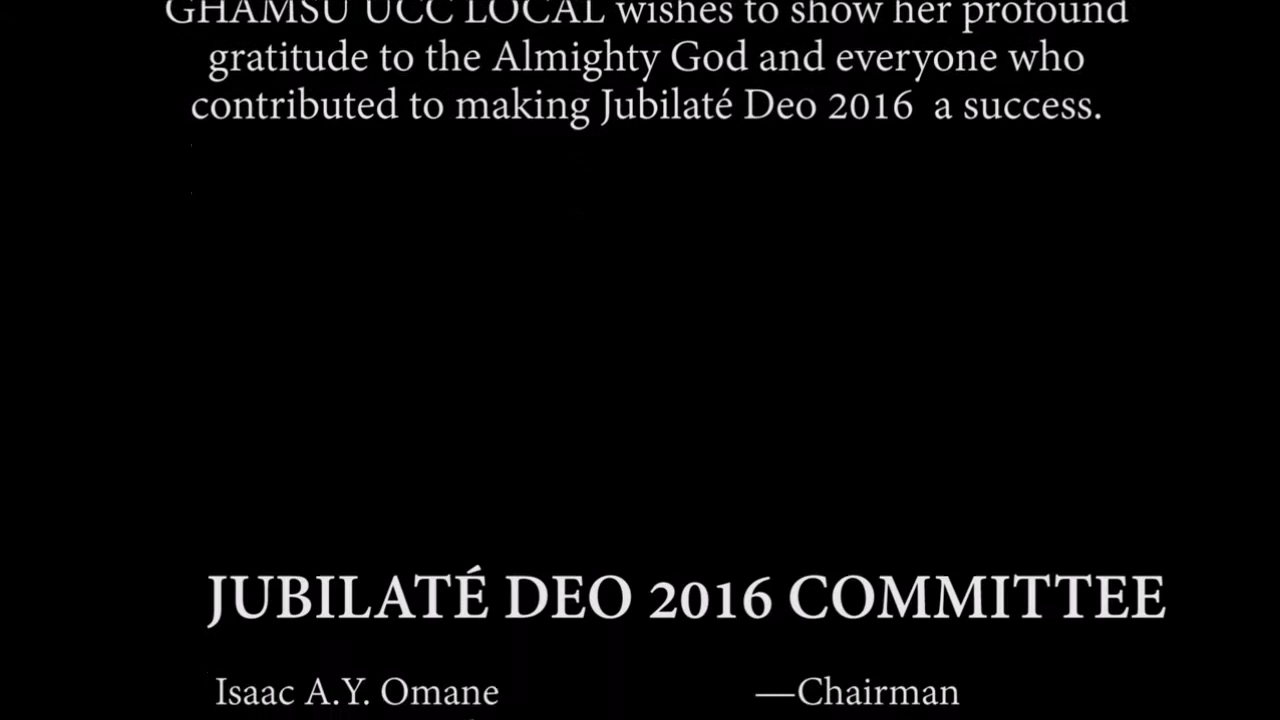 GHAMSU UCC LOCAL wishes to show her profound
gratitude to the Almighty God and everyone who
contributed to making Jubilaté Deo 2016 a success.
JUBILATÉ DEO 2016 COMMITTEE
Isaac A.Y. Omane —Chairman